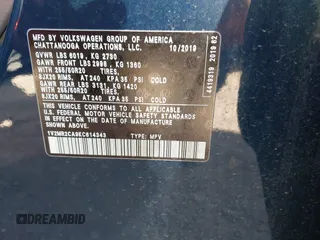 MFD BY VOLKSWAGEN GROUP OF AMERICA
CHATTANOOGA OPERATIONS, LLC. 10/2019
GVWR LBS 6019, KG 2730
FRONT GAWR LBS 2998, KG 1360
WITH 255/50R20 TIRES,
8JX20 RIMS, AT 240 KPA 35 PSI COLD
REAR GAWR LBS 3131, KG 1420
WITH 255/50R20 TIRES,
8JX20 RIMS, AT 240 KPA 35 PSI COLD
THIS VEHICLE CONFORMS TO ALL APPLICABLE
U.S. FEDERAL MOTOR VEHICLE SAFETY STANDARDS IN
EFFECT ON THE DATE OF MANUFACTURE SHOWN ABOVE.
TYPE: MPV
DREAMBID